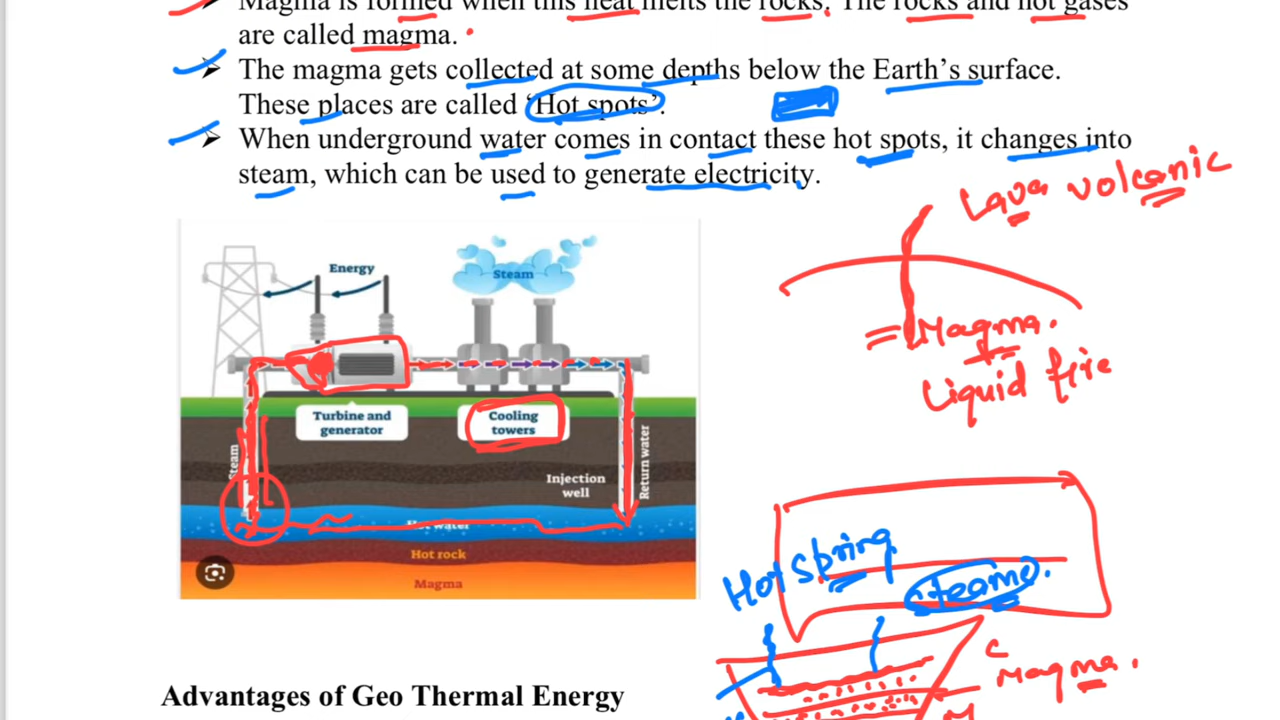 Magma is formed when this heat melts the rocks. The rocks and hot gases
are called magma.
➢ The magma gets collected at some depths below the Earth's surface.
These places are called 'Hot spots'.
➢ When underground water comes in contact these hot spots, it changes into
steam, which can be used to generate electricity.
Lava volcanic
Magma.
Liquid fire
Energy
Steam
Turbine and
generator
Cooling
towers
Steam
Injection
well
Return water
Hot water
Hot rock
Magma
Hot spring
steame.
Magma.
M
Advantages of Geo Thermal Energy